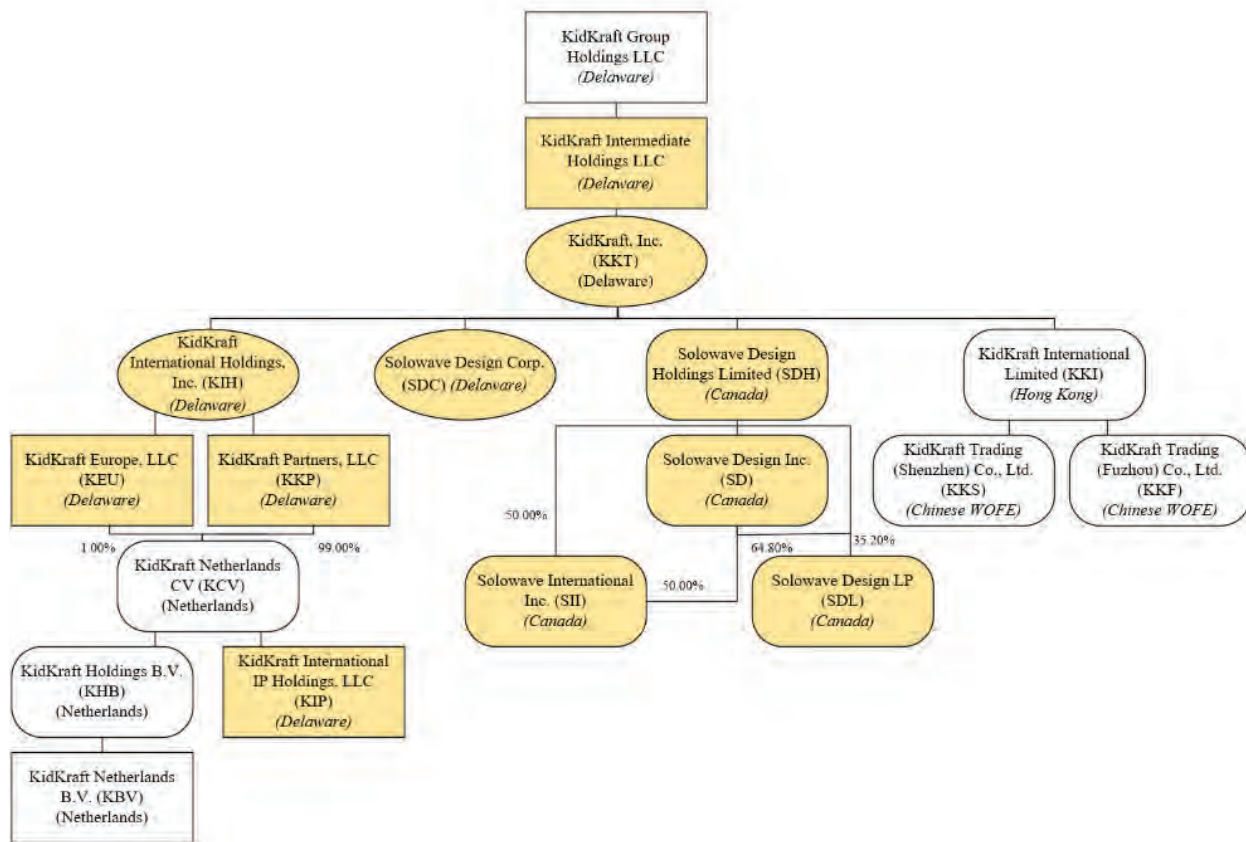 KidKraft Group
Holdings LLC
(Delaware)
KidKraft Intermediate
Holdings LLC
(Delaware)
KidKraft, Inc.
(KKT)
(Delaware)
KidKraft
International Holdings,
Inc. (KIH)
(Delaware)
Solowave Design Corp.
(SDC) (Delaware)
Solowave Design
Holdings Limited (SDH)
(Canada)
KidKraft International
Limited (KKI)
(Hong Kong)
KidKraft Europe, LLC
(KEU)
(Delaware)
KidKraft Partners, LLC
(KKP)
(Delaware)
Solowave Design Inc.
(SD)
(Canada)
KidKraft Trading
(Shenzhen) Co., Ltd.
(KKS)
(Chinese WOFE)
KidKraft Trading
(Fuzhou) Co., Ltd.
(KKF)
(Chinese WOFE)
1.00%
99.00%
50.00%
64.80%
35.20%
KidKraft Netherlands
CV (KCV)
(Netherlands)
Solowave International
Inc. (SII)
(Canada)
50.00%
Solowave Design LP
(SDL)
(Canada)
KidKraft Holdings B.V.
(KHB)
(Netherlands)
KidKraft International
IP Holdings, LLC
(KIP)
(Delaware)
KidKraft Netherlands
B.V. (KBV)
(Netherlands)